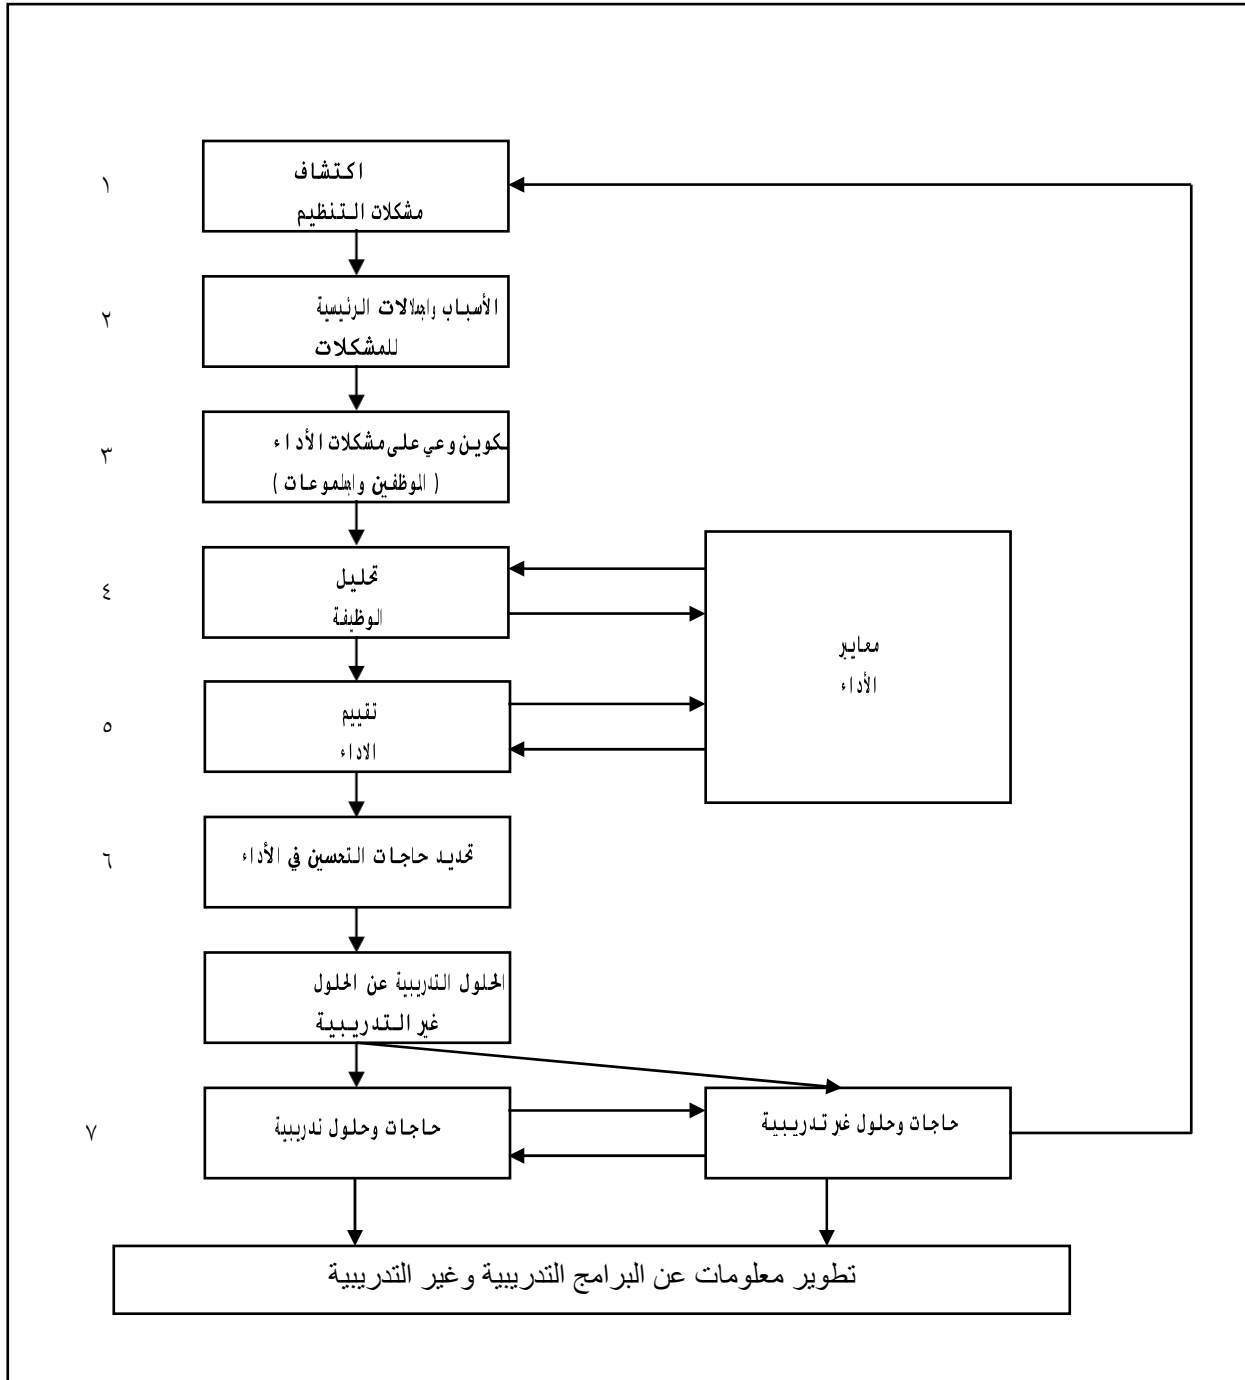 ١
اكتشاف
مشكلات التنظيم
٢
الأسباب والمجالات الرئيسية
للمشكلات
٣
تكوين وعي على مشكلات الأداء
(الموظفين والمجموعات)
٤
تحليل
الوظيفة
معايير
الأداء
٥
تقييم
الاداء
٦
تحديد حاجات التحسين في الأداء
الحلول التدريبية عن الحلول
غير التدريبية
٧
حاجات وحلول تدريبية
حاجات وحلول غير تدريبية
تطوير معلومات عن البرامج التدريبية وغير التدريبية